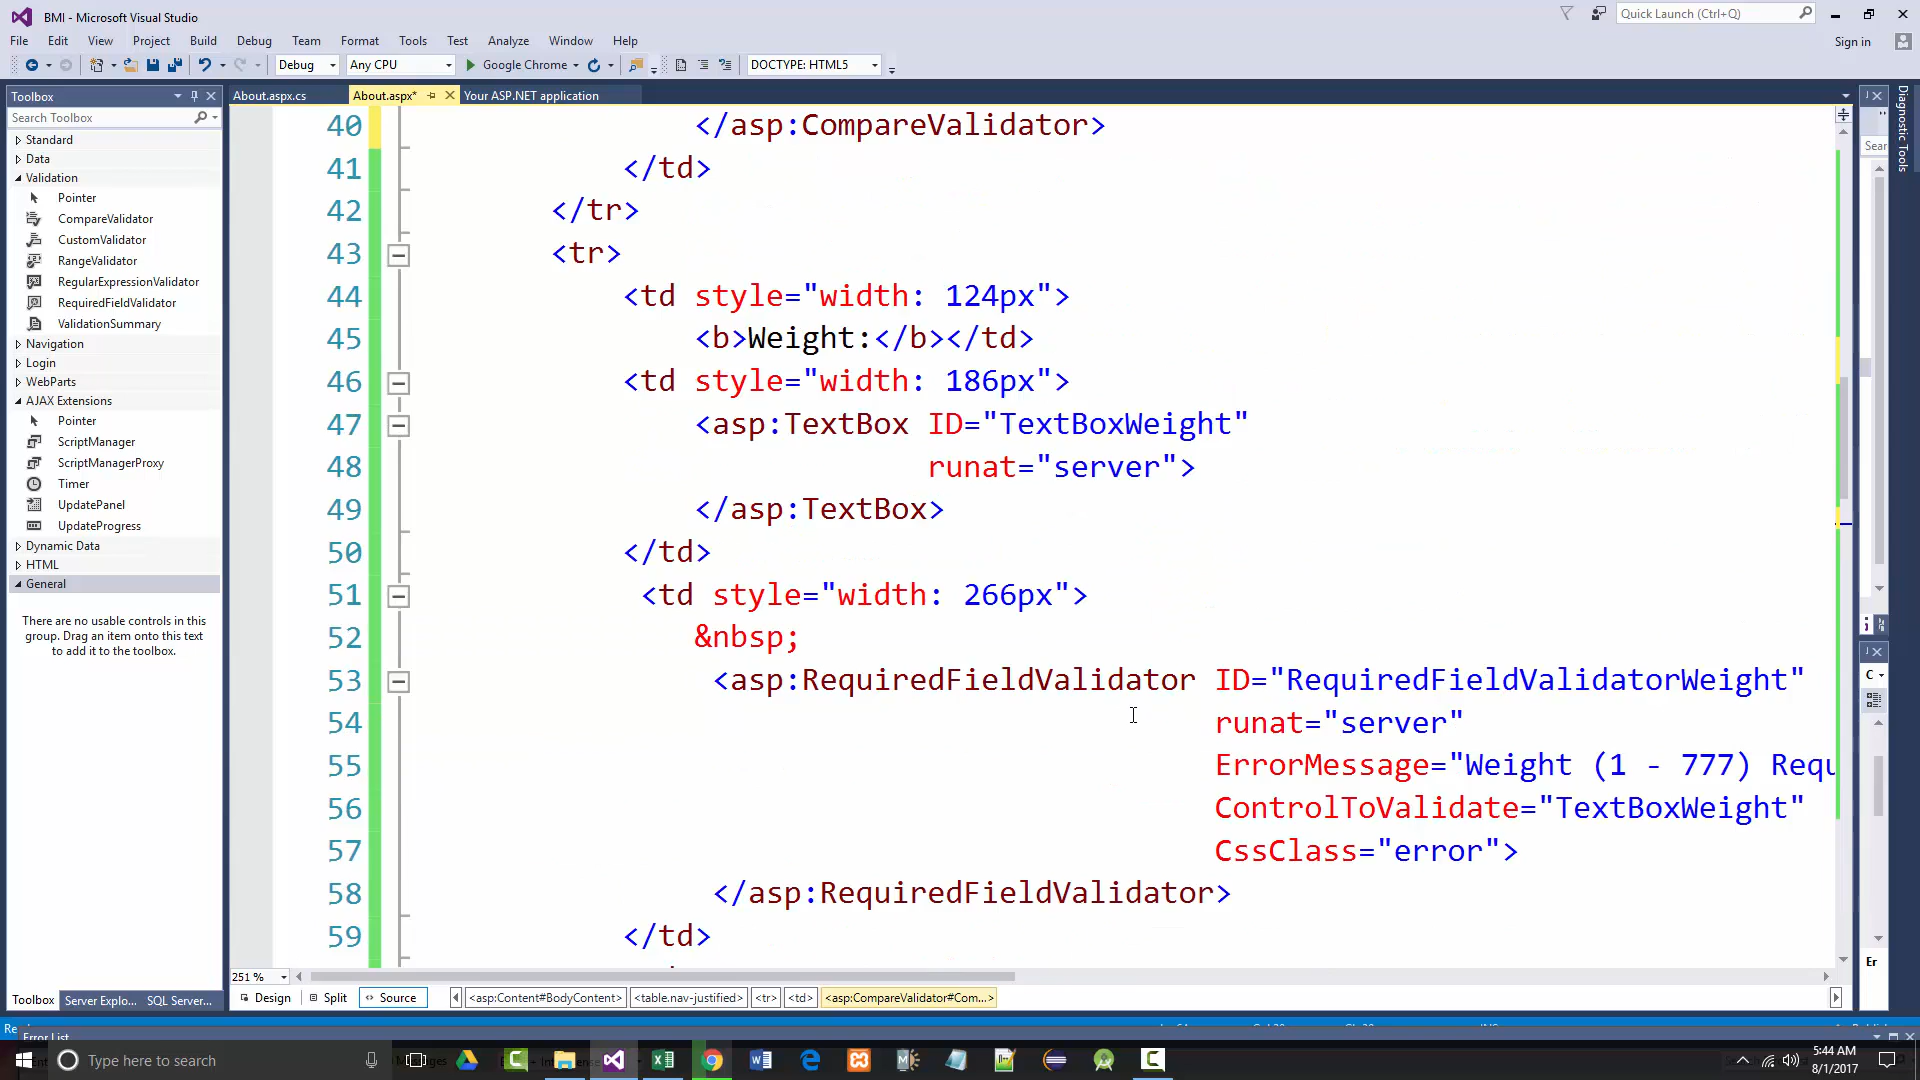 BMI - Microsoft Visual Studio
Quick Launch (Ctrl+Q)
File Edit View Project Build Debug Team Format Tools Test Analyze Window Help
Sign in
Debug Any CPU Google Chrome DOCTYPE: HTML5
Toolbox
Search Toolbox
Standard
Data
Validation
Pointer
CompareValidator
CustomValidator
RangeValidator
RegularExpressionValidator
RequiredFieldValidator
ValidationSummary
Navigation
Login
WebParts
AJAX Extensions
Pointer
ScriptManager
ScriptManagerProxy
Timer
UpdatePanel
UpdateProgress
Dynamic Data
HTML
General
There are no usable controls in this
group. Drag an item onto this text
to add it to the toolbox.
Toolbox Server Explo... SQL Server...
About.aspx.cs About.aspx* Your ASP.NET application
40 </asp:CompareValidator>
41 </td>
42 </tr>
43 <tr>
44 <td style="width: 124px">
45 <b>Weight:</b></td>
46 <td style="width: 186px">
47 <asp:TextBox ID="TextBoxWeight"
48 runat="server">
49 </asp:TextBox>
50 </td>
51 <td style="width: 266px">
52 &nbsp;
53 <asp:RequiredFieldValidator ID="RequiredFieldValidatorWeight"
54 runat="server"
55 ErrorMessage="Weight (1 - 777) Requ
56 ControlToValidate="TextBoxWeight"
57 CssClass="error">
58 </asp:RequiredFieldValidator>
59 </td>
251 %
Design Split Source <asp:Content#BodyContent> <table.nav-justified> <tr> <td> <asp:CompareValidator#Com...>
Diagnostic Tools
Sear
C
Er
Error List
Type here to search
5:44 AM
8/1/2017